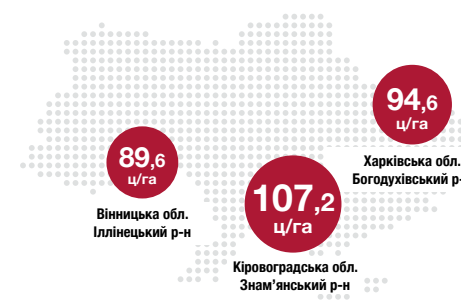 94,6
ц/га
Харківська обл.
Богодухівський р-
89,6
ц/га
Вінницька обл.
Іллінецький р-н
107,2
ц/га
Кіровоградська обл.
Знам’янський р-н